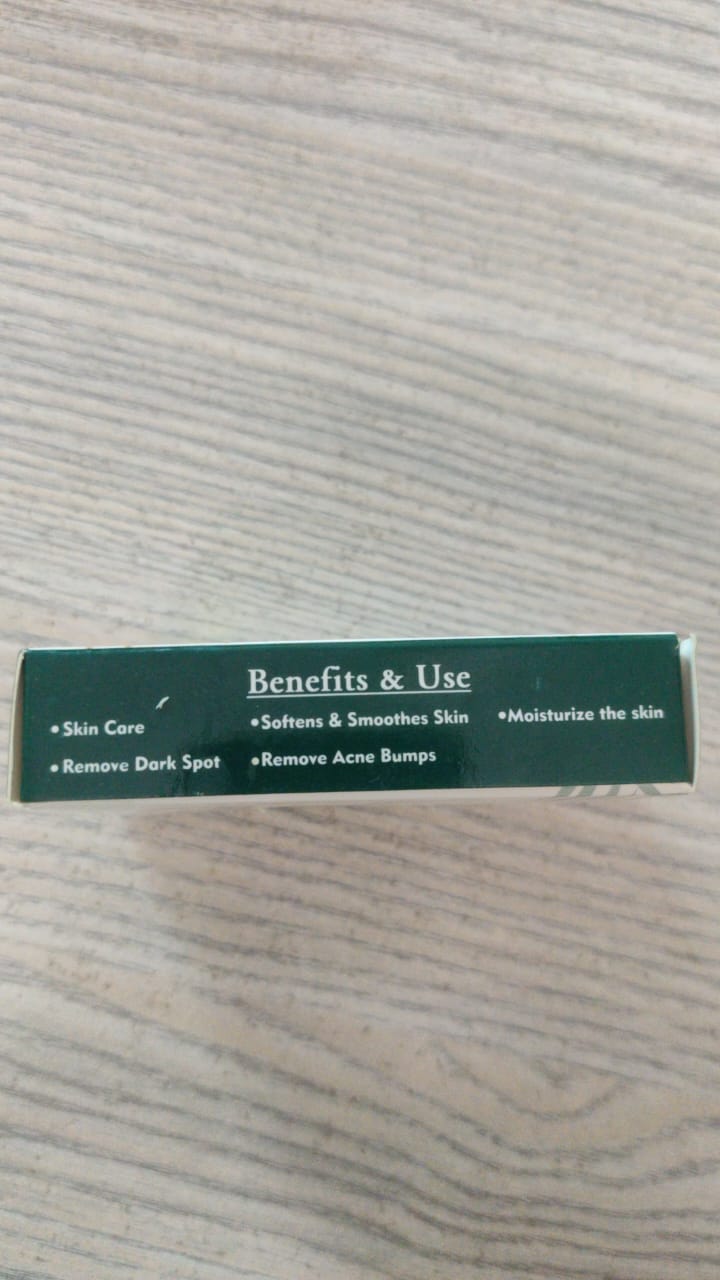 Benefits & Use
•Skin Care
•Softens & Smoothes Skin
•Moisturize the skin
•Remove Dark Spot
•Remove Acne Bumps